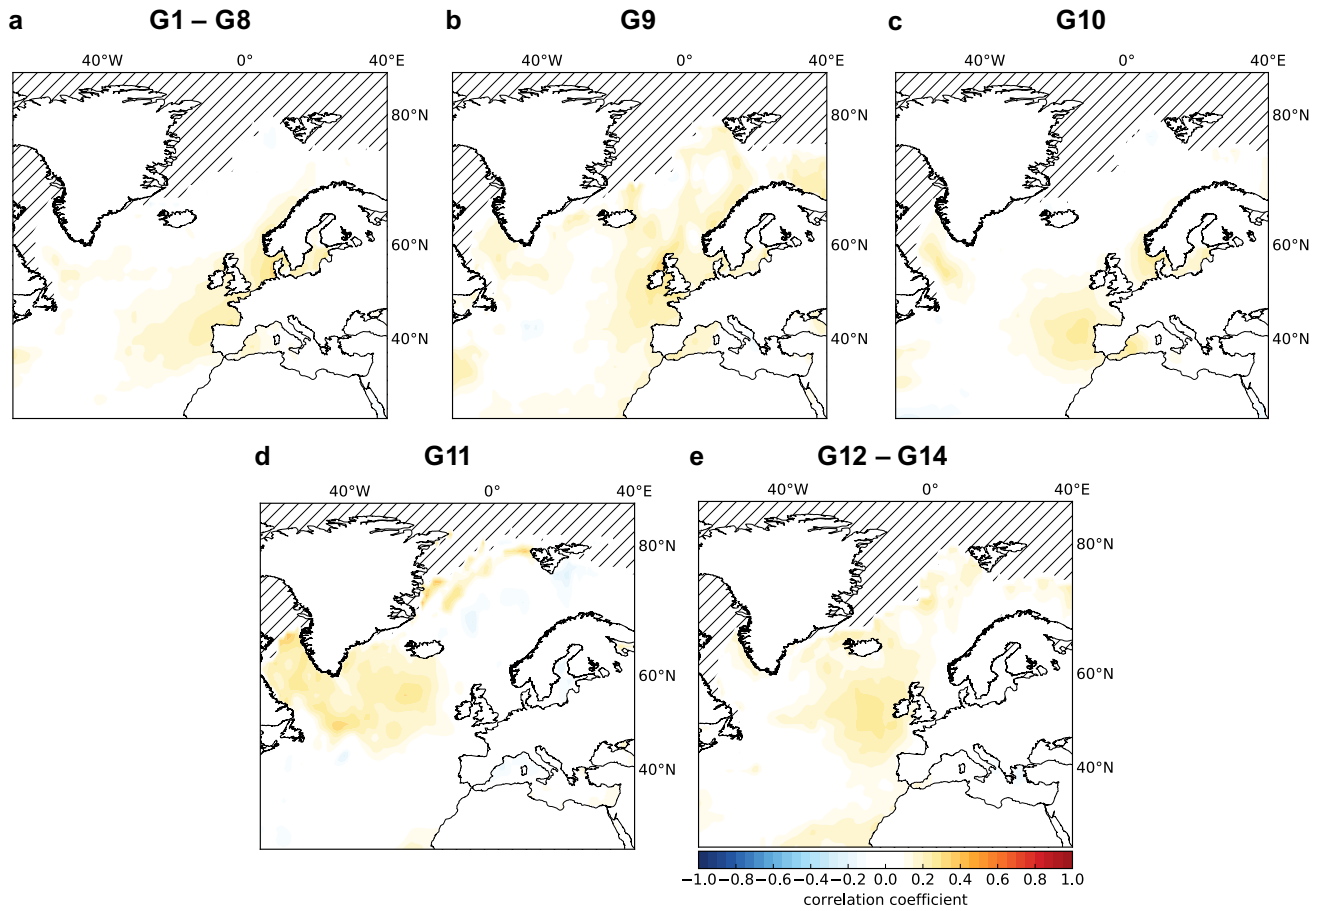 a G1 – G8 b G9 c G10
40°W 0° 40°E 40°W 0° 40°E 40°W 0° 40°E
80°N 80°N 80°N
60°N 60°N 60°N
40°N 40°N 40°N
d G11 e G12 – G14
40°W 0° 40°E 40°W 0° 40°E
80°N 80°N
60°N 60°N
40°N 40°N
−1.0 −0.8 −0.6 −0.4 −0.2 0.0 0.2 0.4 0.6 0.8 1.0
correlation coefficient